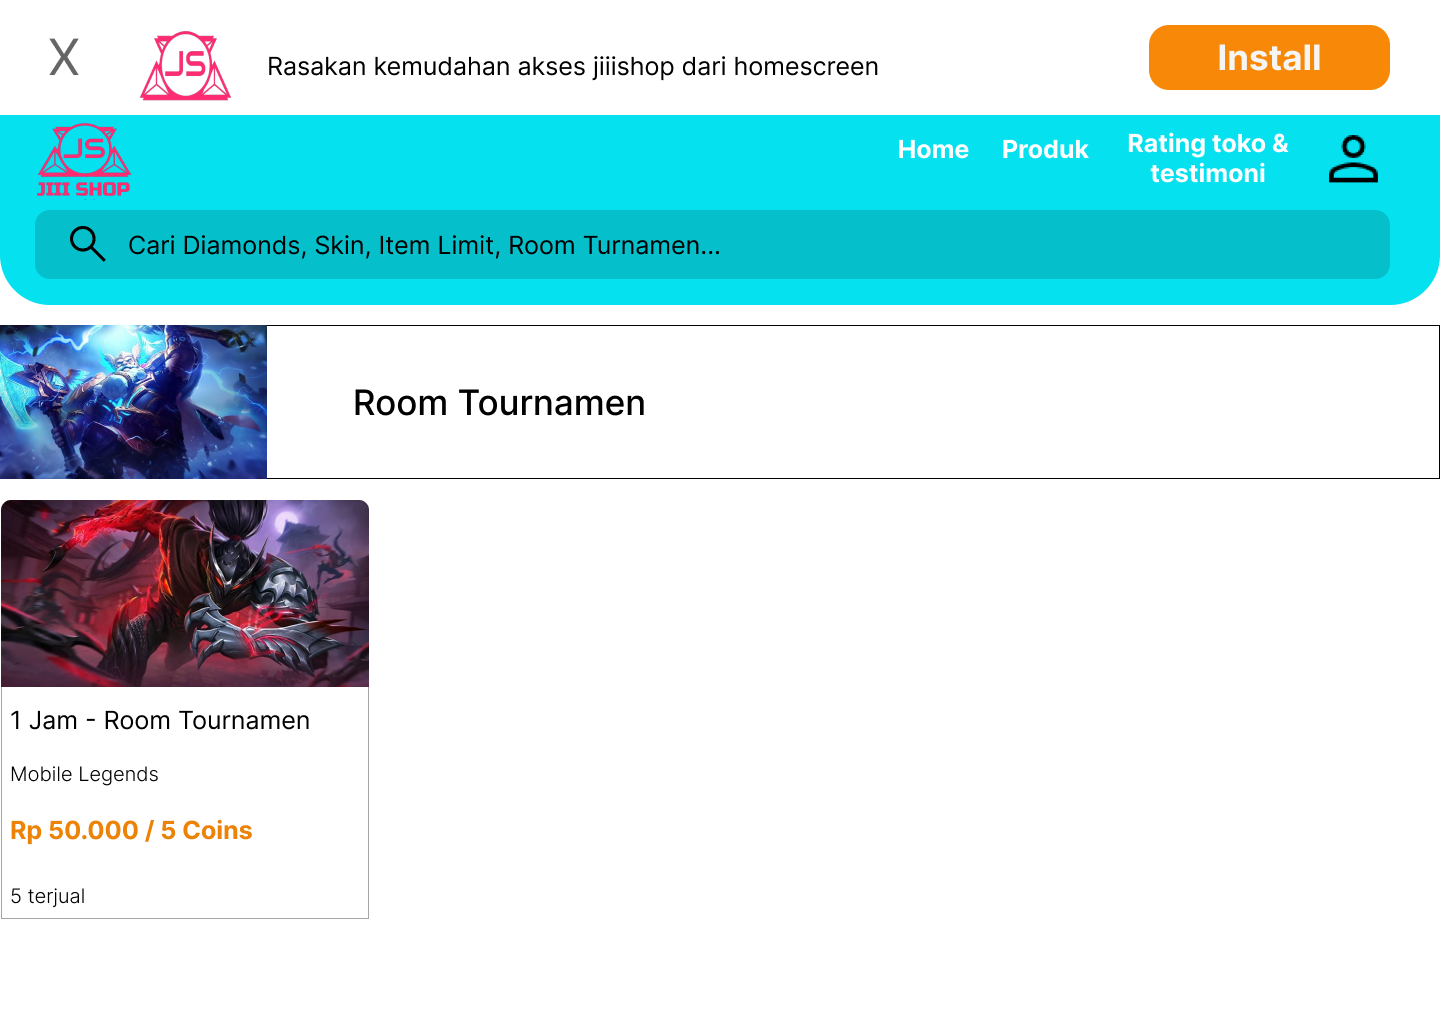 X
JS
Rasakan kemudahan akses jiiishop dari homescreen
Install
JS
JIII SHOP
Home
Produk
Rating toko &
testimoni
Cari Diamonds, Skin, Item Limit, Room Turnamen...
Room Tournamen
1 Jam - Room Tournamen
Mobile Legends
Rp 50.000 / 5 Coins
5 terjual